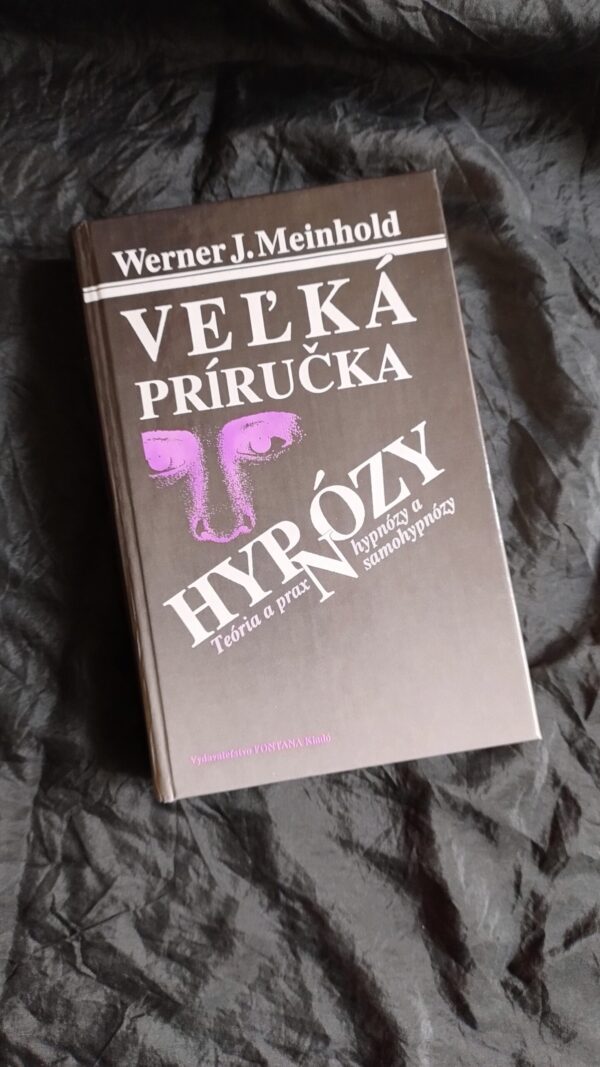 Werner J. Meinhold
VEĽKÁ
PRÍRUČKA
HYPNÓZY
Teória a prax hypnózy a
samohypnózy
Vydavateľstvo FONTANA Kiadó